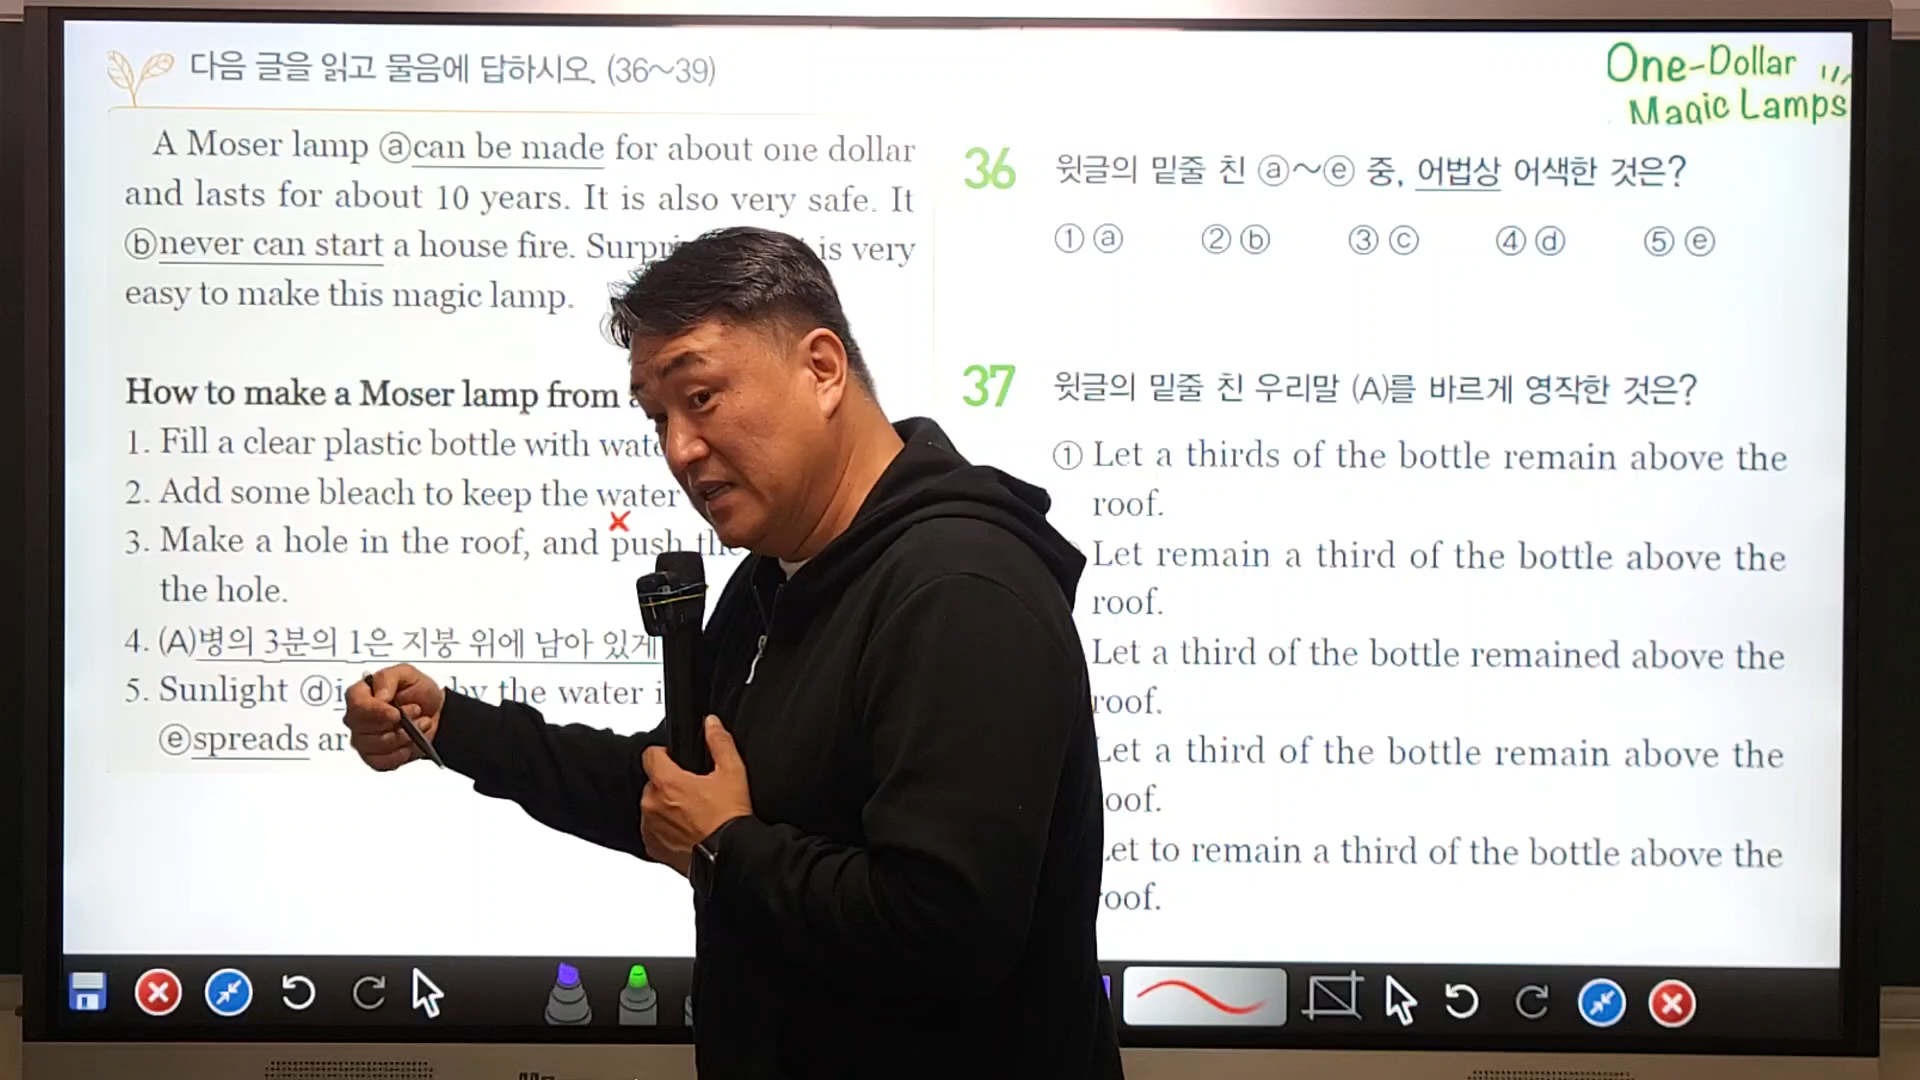 다음 글을 읽고 물음에 답하시오. (36~39)
A Moser lamp ⓐcan be made for about one dollar
and lasts for about 10 years. It is also very safe. It
ⓑnever can start a house fire. is very
easy to make this magic lamp.
How to make a Moser lamp from
1. Fill a clear plastic bottle with
2. Add some bleach to keep the water
3. Make a hole in the roof, and push
the hole.
4. (A)병의 3분의 1은 지붕 위에 남아 있게
5. Sunlight ⓓ by the water
ⓔspreads
One-Dollar
Magic Lamps
36 윗글의 밑줄 친 ⓐ~ⓔ 중, 어법상 어색한 것은?
① ⓐ ② ⓑ ③ ⓒ ④ ⓓ ⑤ ⓔ
37 윗글의 밑줄 친 우리말 (A)를 바르게 영작한 것은?
① Let a thirds of the bottle remain above the
roof.
Let remain a third of the bottle above the
roof.
Let a third of the bottle remained above the
roof.
Let a third of the bottle remain above the
roof.
Let to remain a third of the bottle above the
roof.